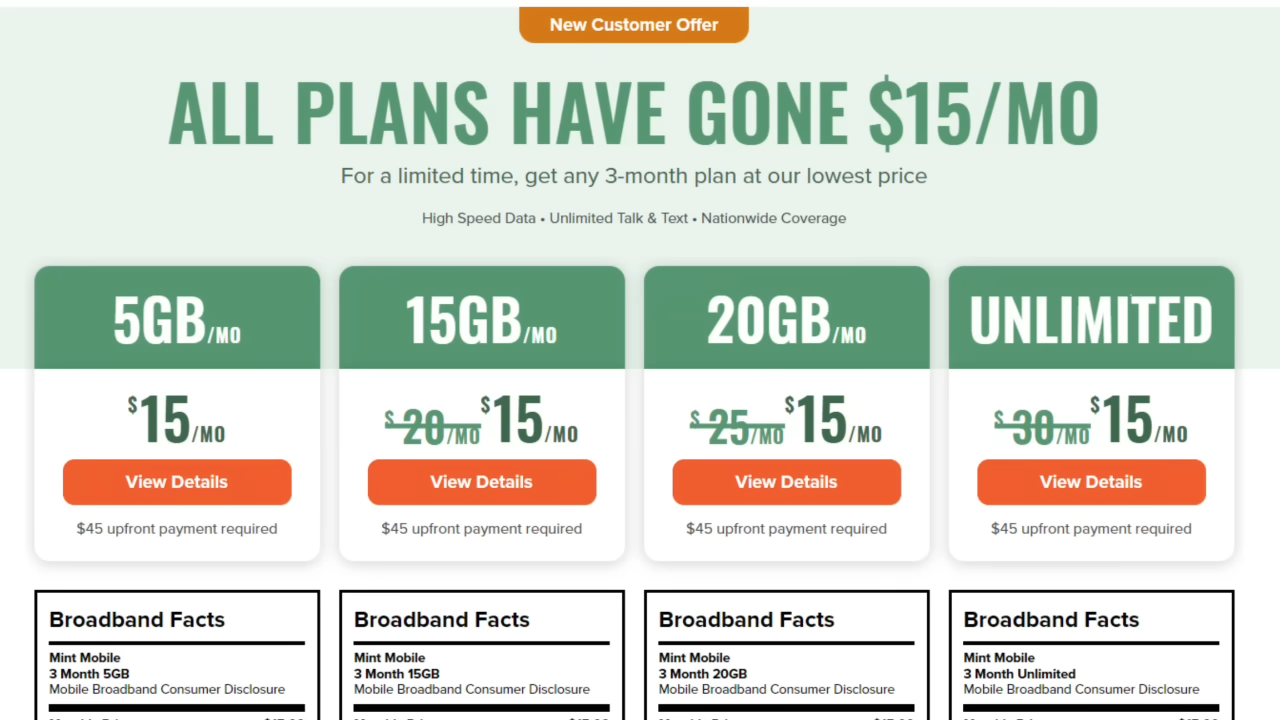 New Customer Offer
ALL PLANS HAVE GONE $15/MO
For a limited time, get any 3-month plan at our lowest price
High Speed Data • Unlimited Talk & Text • Nationwide Coverage
5GB/MO
$15/MO
View Details
$45 upfront payment required
15GB/MO
$20/MO $15/MO
View Details
$45 upfront payment required
20GB/MO
$25/MO $15/MO
View Details
$45 upfront payment required
UNLIMITED
$30/MO $15/MO
View Details
$45 upfront payment required
Broadband Facts
Mint Mobile
3 Month 5GB
Mobile Broadband Consumer Disclosure
Broadband Facts
Mint Mobile
3 Month 15GB
Mobile Broadband Consumer Disclosure
Broadband Facts
Mint Mobile
3 Month 20GB
Mobile Broadband Consumer Disclosure
Broadband Facts
Mint Mobile
3 Month Unlimited
Mobile Broadband Consumer Disclosure